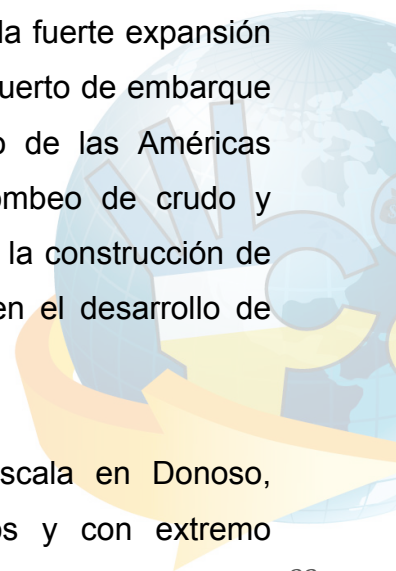 la fuerte expansión
uerto de embarque
o de las Américas
ombeo de crudo y
la construcción de
en el desarrollo de
scala en Donoso,
os y con extremo